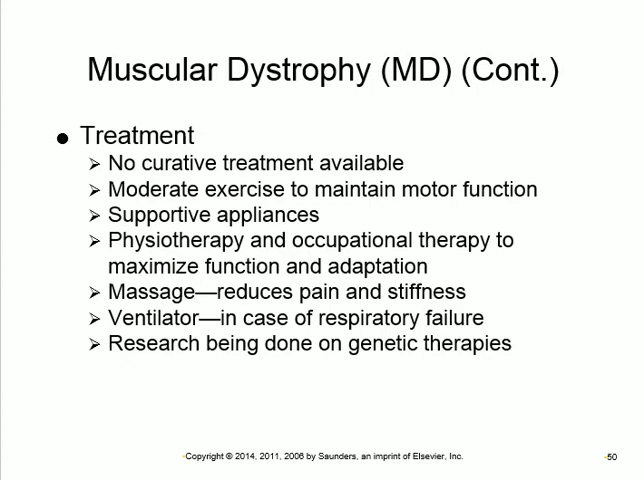 Muscular Dystrophy (MD) (Cont.)
● Treatment
➢ No curative treatment available
➢ Moderate exercise to maintain motor function
➢ Supportive appliances
➢ Physiotherapy and occupational therapy to
maximize function and adaptation
➢ Massage—reduces pain and stiffness
➢ Ventilator—in case of respiratory failure
➢ Research being done on genetic therapies
Copyright © 2014, 2011, 2006 by Saunders, an imprint of Elsevier, Inc.
50